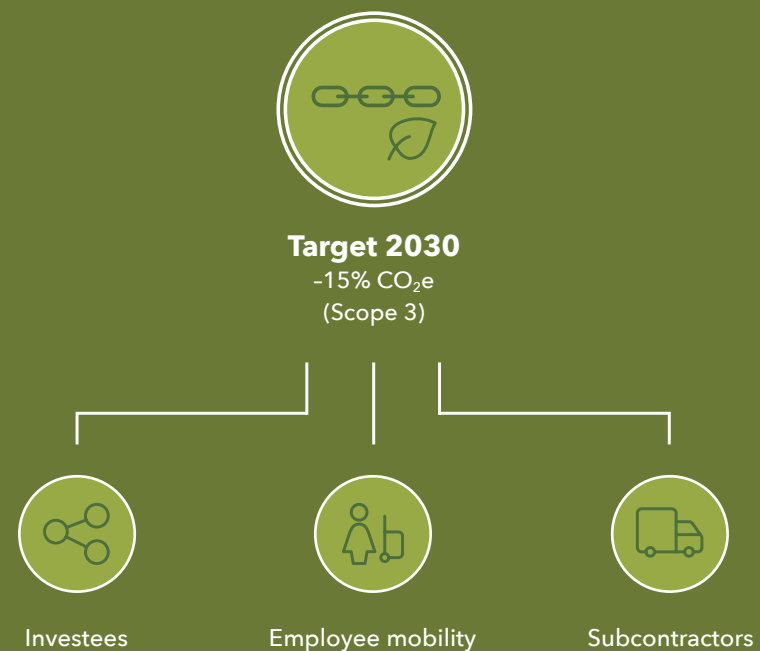 Target 2030
–15% CO₂e
(Scope 3)
Investees
Employee mobility
Subcontractors